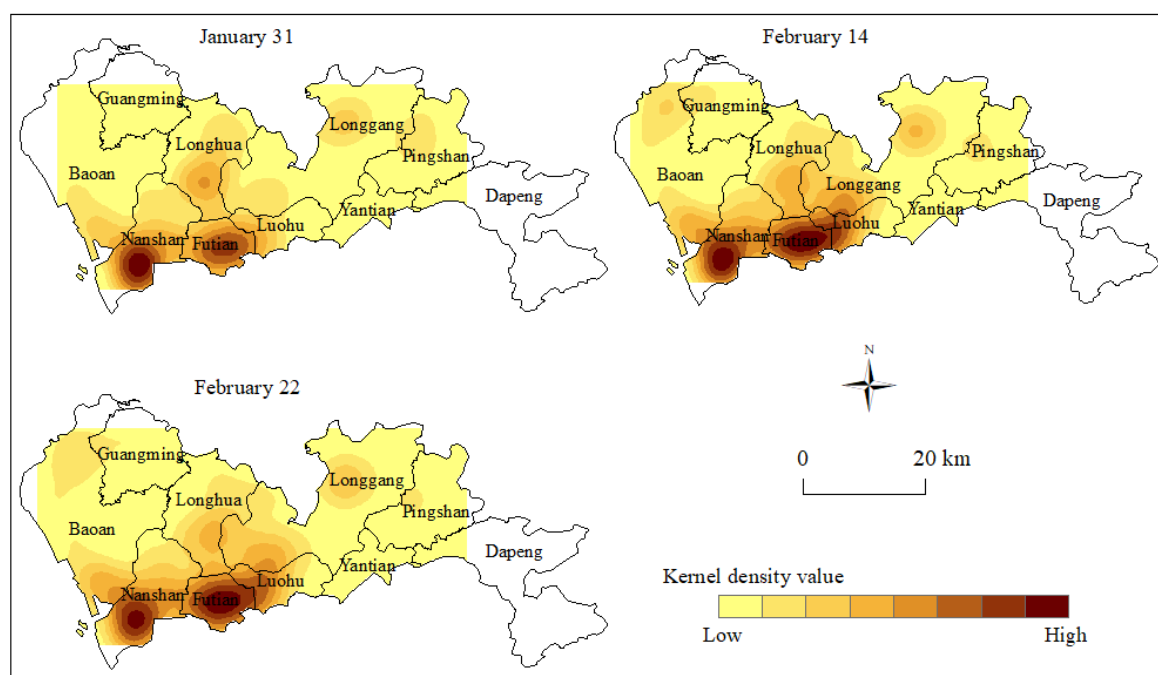 January 31
Guangming
Longgang
Longhua
Pingshan
Baoan
Dapeng
Yantian
Luohu
Nanshan
Futian
February 14
Guangming
Longhua
Pingshan
Baoan
Longgang
Dapeng
Yantian
Luohu
Nanshan
Futian
February 22
Guangming
Longgang
Longhua
Pingshan
Baoan
Dapeng
Yantian
Luohu
Nanshan
Futian
N
0 20 km
Kernel density value
Low High